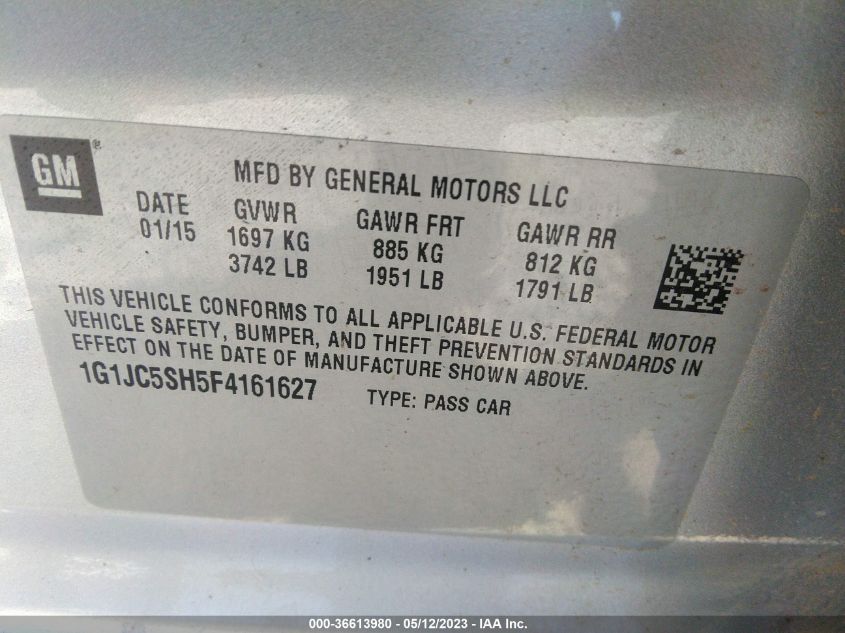 GM®
MFD BY GENERAL MOTORS LLC
DATE GVWR GAWR FRT GAWR RR
01/15 1697 KG 885 KG 812 KG
3742 LB 1951 LB 1791 LB
THIS VEHICLE CONFORMS TO ALL APPLICABLE U.S. FEDERAL MOTOR
VEHICLE SAFETY, BUMPER, AND THEFT PREVENTION STANDARDS IN
EFFECT ON THE DATE OF MANUFACTURE SHOWN ABOVE.
1G1JC5SH5F4161627 TYPE: PASS CAR
000-36613980 - 05/12/2023 - IAA Inc.